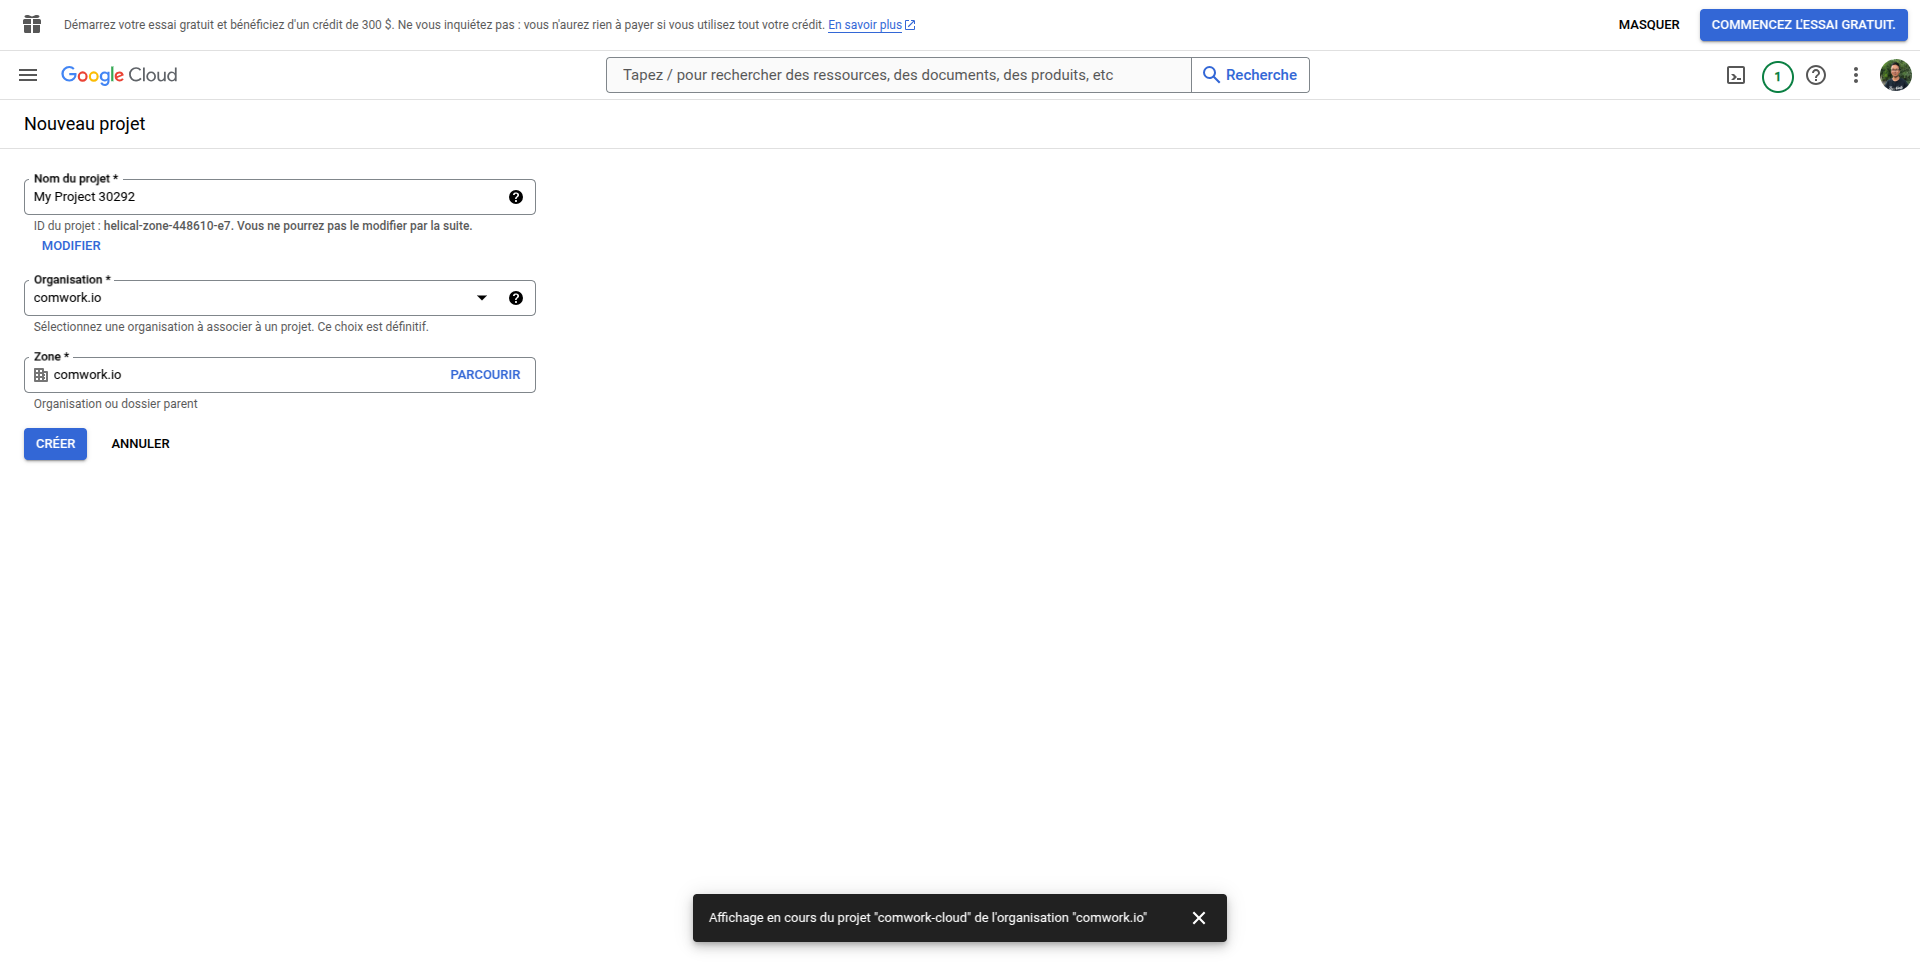 Démarrez votre essai gratuit et bénéficiez d'un crédit de 300 $. Ne vous inquiétez pas : vous n'aurez rien à payer si vous utilisez tout votre crédit. En savoir plus
MASQUER
COMMENCEZ L'ESSAI GRATUIT.
Google Cloud
Tapez / pour rechercher des ressources, des documents, des produits, etc
Recherche
1
Nouveau projet
Nom du projet *
My Project 30292
ID du projet : helical-zone-448610-e7. Vous ne pourrez pas le modifier par la suite.
MODIFIER
Organisation *
comwork.io
Sélectionnez une organisation à associer à un projet. Ce choix est définitif.
Zone *
comwork.io
PARCOURIR
Organisation ou dossier parent
CRÉER
ANNULER
Affichage en cours du projet "comwork-cloud" de l'organisation "comwork.io"